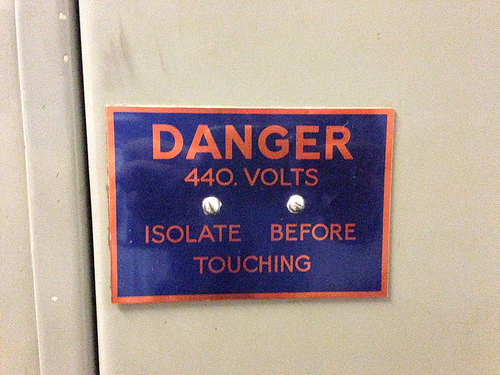 DANGER
440. VOLTS
ISOLATE BEFORE
TOUCHING